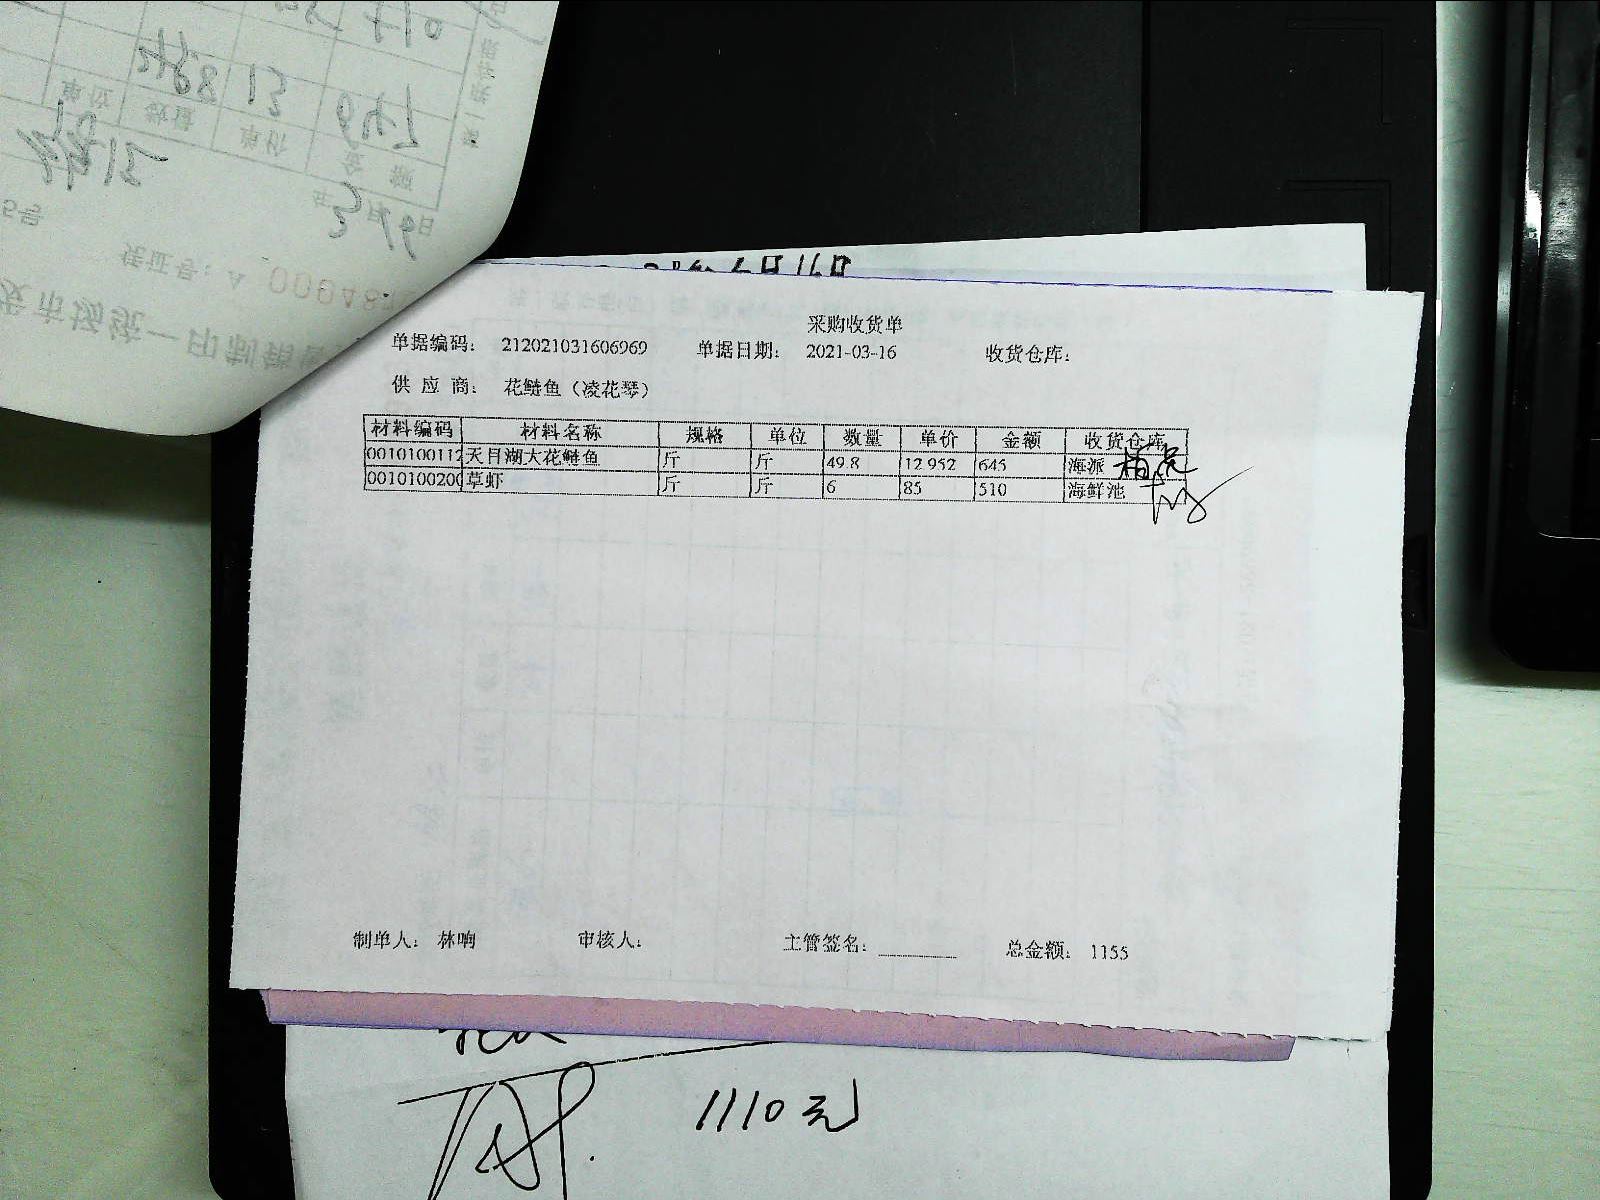 采购收货单
单据编码： 212021031606969 单据日期： 2021-03-16 收货仓库：
供 应 商： 花鲢鱼（凌花琴）
材料编码 材料名称 规格 单位 数量 单价 金额 收货仓库
0010100112 天目湖大花鲢鱼 斤 斤 49.8 12.952 645 海派
0010100200 草虾 斤 斤 6 85 510 海鲜池
制单人： 林响 审核人： 主管签名： 总金额： 1155
1110元